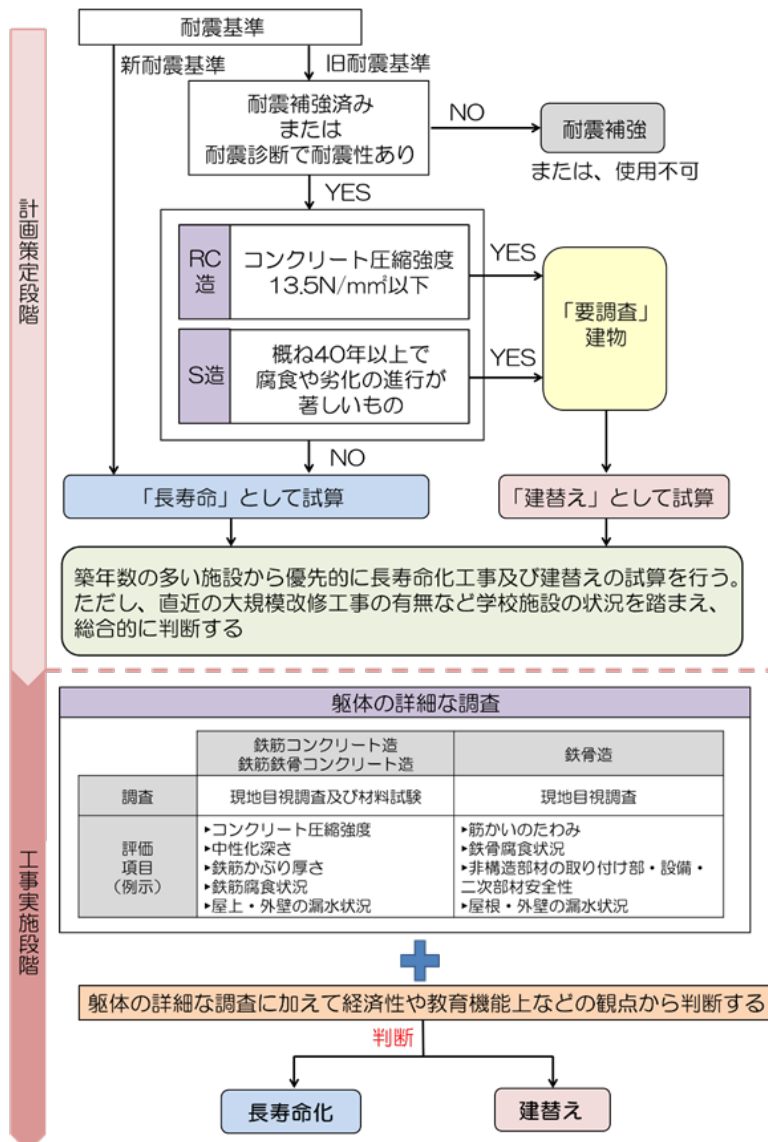 耐震基準
新耐震基準
旧耐震基準
耐震補強済み
または
耐震診断で耐震性あり
NO
耐震補強
または、使用不可
YES
計画策定段階
RC
造
コンクリート圧縮強度
13.5N/m㎡以下
YES
「要調査」
建物
S造
概ね40年以上で
腐食や劣化の進行が
著しいもの
YES
NO
「長寿命」として試算
「建替え」として試算
築年数の多い施設から優先的に長寿命化工事及び建替えの試算を行う。
ただし、直近の大規模改修工事の有無など学校施設の状況を踏まえ、
総合的に判断する
工事実施段階
躯体の詳細な調査
鉄筋コンクリート造
鉄筋鉄骨コンクリート造
鉄骨造
調査
現地目視調査及び材料試験
現地目視調査
評価
項目
（例示）
▸コンクリート圧縮強度
▸中性化深さ
▸鉄筋かぶり厚さ
▸鉄筋腐食状況
▸屋上・外壁の漏水状況
▸筋かいのたわみ
▸鉄骨腐食状況
▸非構造部材の取り付け部・設備・
二次部材安全性
▸屋根・外壁の漏水状況
躯体の詳細な調査に加えて経済性や教育機能上などの観点から判断する
判断
長寿命化
建替え